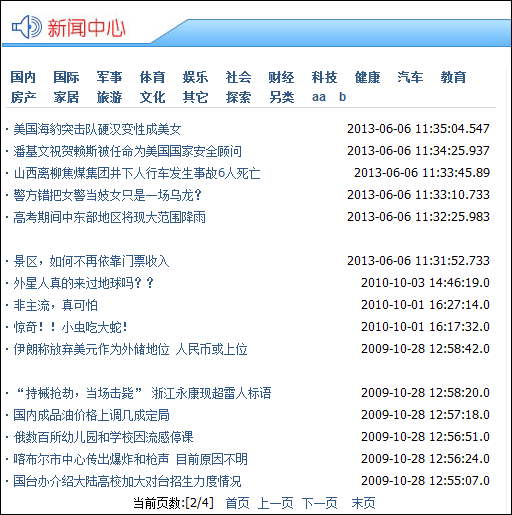 新闻中心
国内 国际 军事 体育 娱乐 社会 财经 科技 健康 汽车 教育
房产 家居 旅游 文化 其它 探索 另类 aa b
· 美国海豹突击队硬汉变性成美女 2013-06-06 11:35:04.547
· 潘基文祝贺赖斯被任命为美国国家安全顾问 2013-06-06 11:34:25.937
· 山西离柳焦煤集团井下人行车发生事故6人死亡 2013-06-06 11:33:45.89
· 警方错把女警当妓女只是一场乌龙？ 2013-06-06 11:33:10.733
· 高考期间中东部地区将现大范围降雨 2013-06-06 11:32:25.983
· 景区，如何不再依靠门票收入 2013-06-06 11:31:52.733
· 外星人真的来过地球吗？？ 2010-10-03 14:46:19.0
· 非主流，真可怕 2010-10-01 16:27:14.0
· 惊奇！！小虫吃大蛇！ 2010-10-01 16:17:32.0
· 伊朗称放弃美元作为外储地位 人民币或上位 2009-10-28 12:58:42.0
· “持械抢劫，当场击毙” 浙江永康现超雷人标语 2009-10-28 12:58:20.0
· 国内成品油价格上调几成定局 2009-10-28 12:57:18.0
· 俄数百所幼儿园和学校因流感停课 2009-10-28 12:56:51.0
· 喀布尔市中心传出爆炸和枪声 目前原因不明 2009-10-28 12:56:24.0
· 国台办介绍大陆高校加大对台招生力度情况 2009-10-28 12:55:07.0
当前页数:[2/4] 首页 上一页 下一页 末页